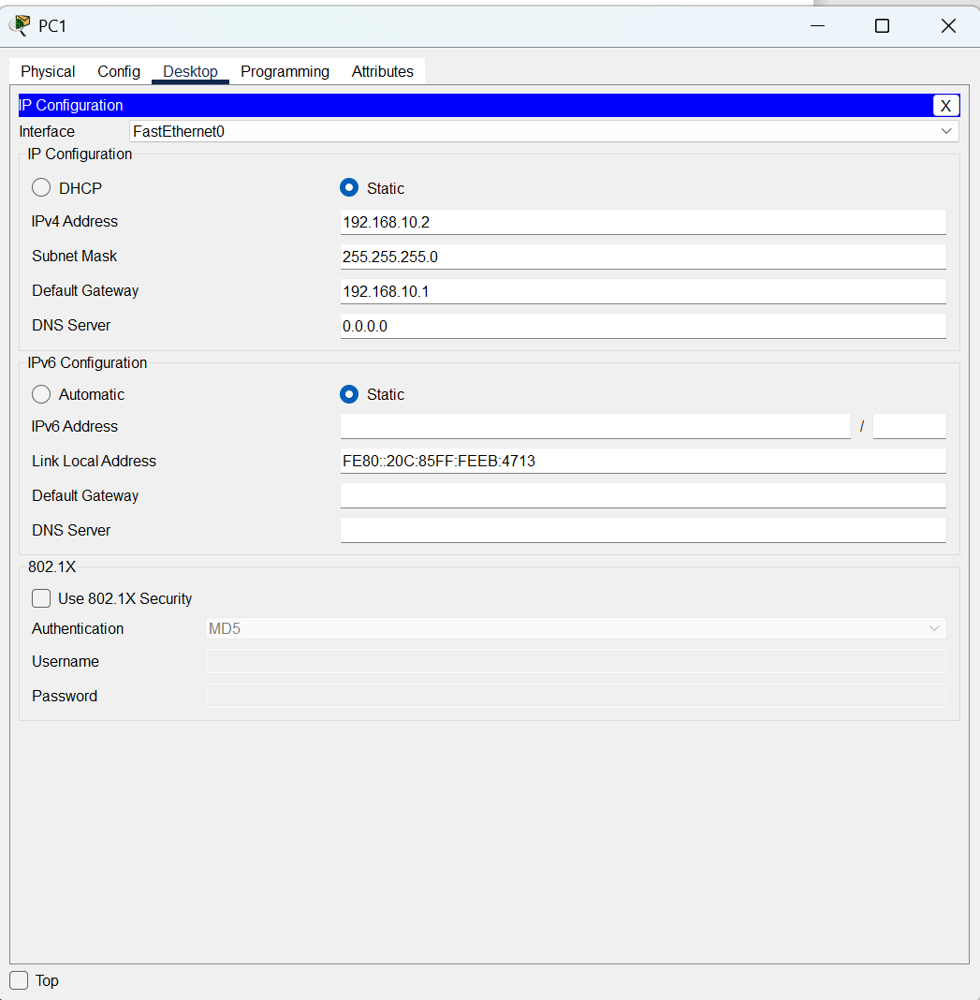 PC1
Physical Config Desktop Programming Attributes
IP Configuration X
Interface FastEthernet0
IP Configuration
DHCP Static
IPv4 Address 192.168.10.2
Subnet Mask 255.255.255.0
Default Gateway 192.168.10.1
DNS Server 0.0.0.0
IPv6 Configuration
Automatic Static
IPv6 Address /
Link Local Address FE80::20C:85FF:FEEB:4713
Default Gateway
DNS Server
802.1X
Use 802.1X Security
Authentication MD5
Username
Password
Top